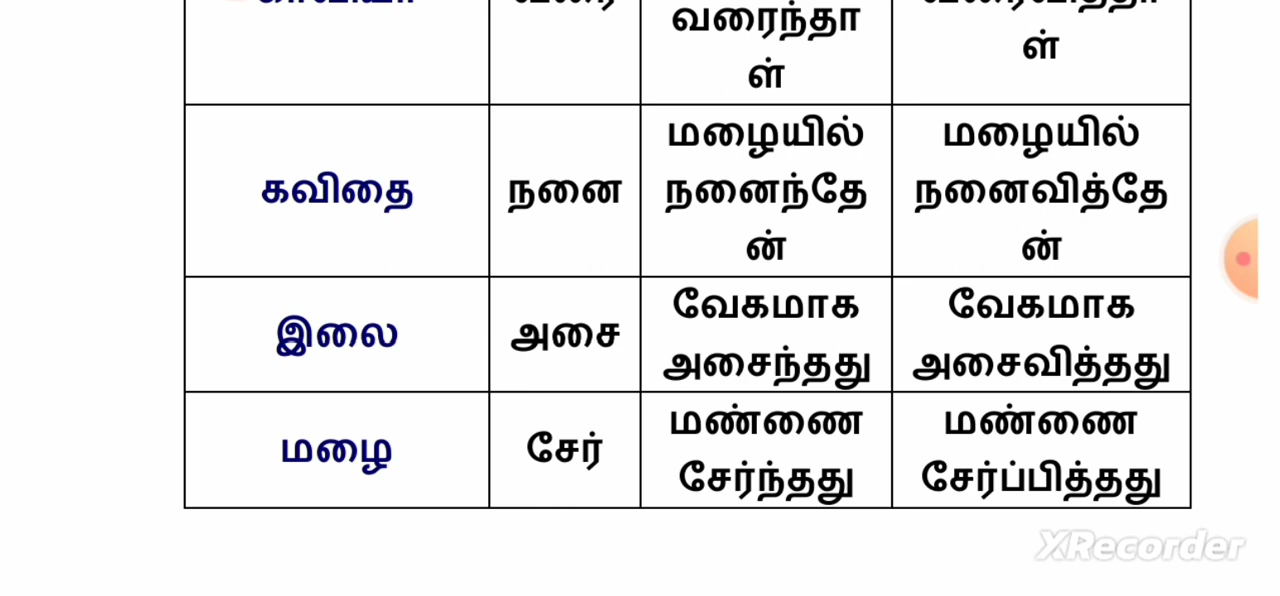 வரைந்தா
ள்
ள்
கவிதை நனை மழையில் நனைந்தே ன் மழையில் நனைவித்தே ன்
இலை அசை வேகமாக அசைந்தது வேகமாக அசைவித்தது
மழை சேர் மண்ணை சேர்ந்தது மண்ணை சேர்ப்பித்தது
XRecorder